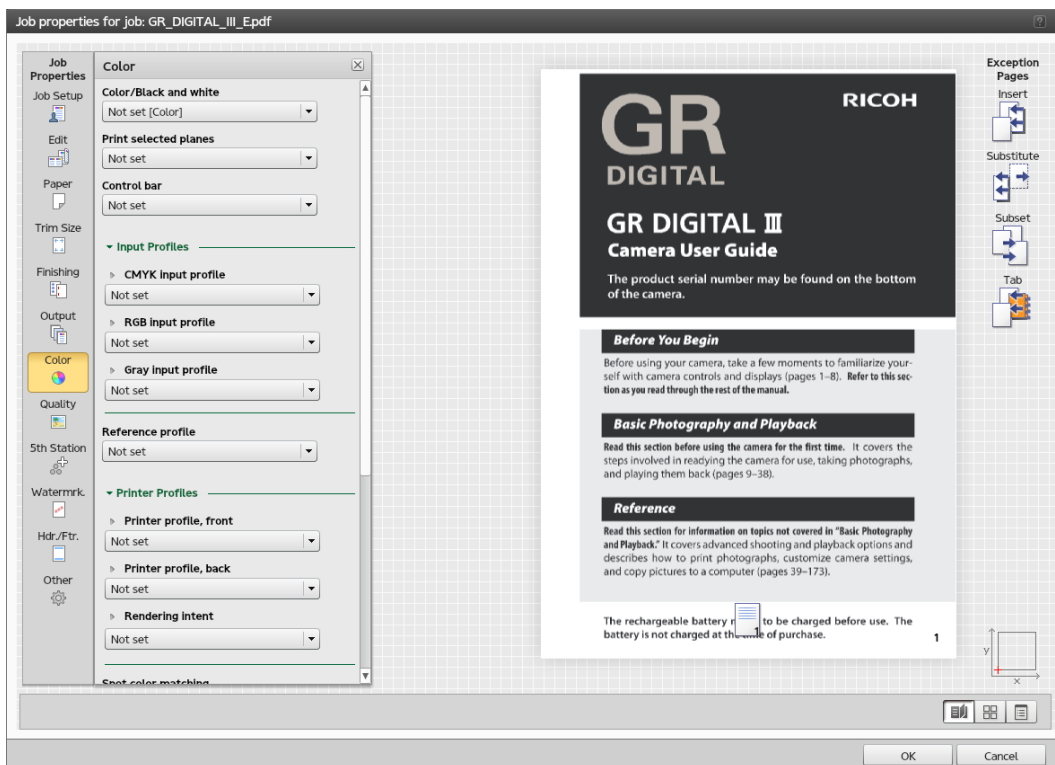 Job properties for job: GR_DIGITAL_III_E.pdf
?
Job
Properties
Job Setup
Edit
Paper
Trim Size
Finishing
Output
Color
Quality
5th Station
Watermrk.
Hdr./Ftr.
Other
Color
Color/Black and white
Not set [Color]
Print selected planes
Not set
Control bar
Not set
Input Profiles
CMYK input profile
Not set
RGB input profile
Not set
Gray input profile
Not set
Reference profile
Not set
Printer Profiles
Printer profile, front
Not set
Printer profile, back
Not set
Rendering intent
Not set
Spot color matching
RICOH
GR
DIGITAL
GR DIGITAL III
Camera User Guide
The product serial number may be found on the bottom
of the camera.
Before You Begin
Before using your camera, take a few moments to familiarize your-
self with camera controls and displays (pages 1–8). Refer to this sec-
tion as you read through the rest of the manual.
Basic Photography and Playback
Read this section before using the camera for the first time. It covers the
steps involved in readying the camera for use, taking photographs,
and playing them back (pages 9–38).
Reference
Read this section for information on topics not covered in "Basic Photography
and Playback." It covers advanced shooting and playback options and
describes how to print photographs, customize camera settings,
and copy pictures to a computer (pages 39–173).
The rechargeable battery to be charged before use. The
battery is not charged at of purchase.
1
1
Exception
Pages
Insert
Substitute
Subset
Tab
y
x
OK
Cancel